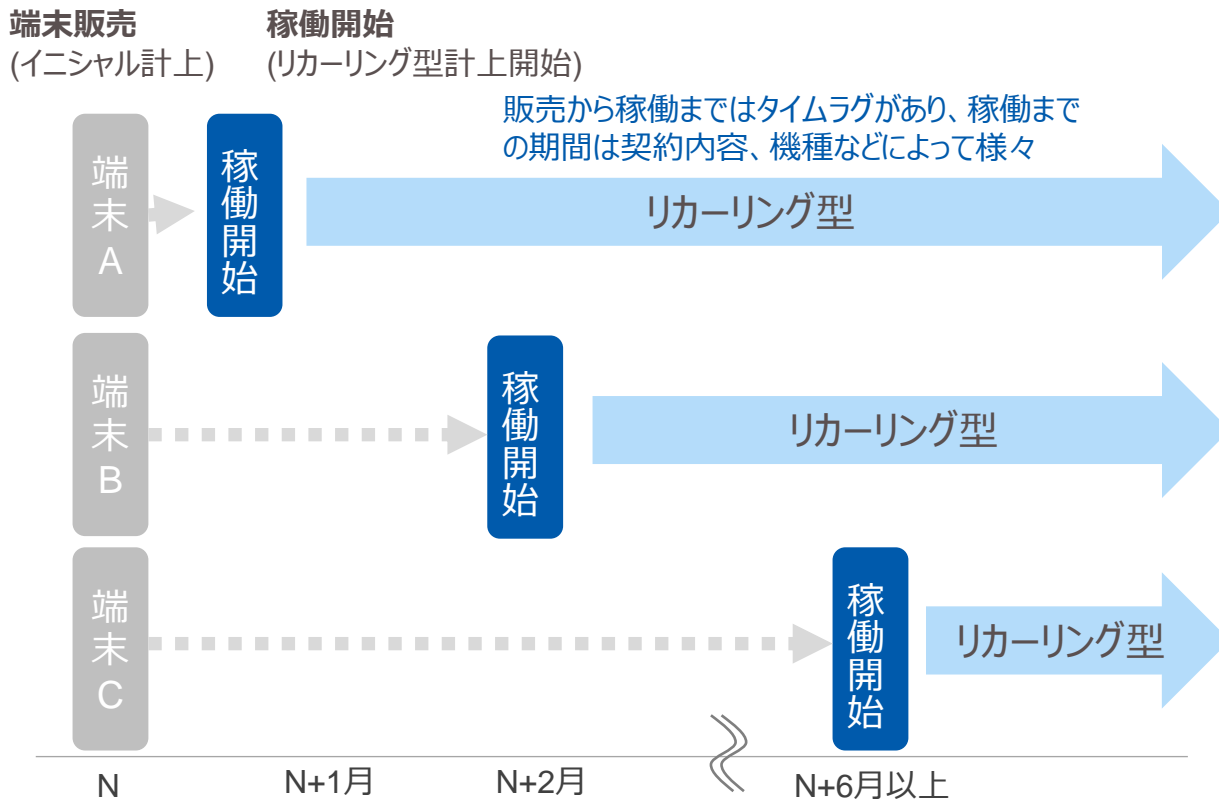 端末販売
(イニシャル計上)
稼働開始
(リカーリング型計上開始)
販売から稼働まではタイムラグがあり、稼働まで
の期間は契約内容、機種などによって様々
端末A
稼働開始
リカーリング型
端末B
稼働開始
リカーリング型
端末C
稼働開始
リカーリング型
N
N+1月
N+2月
N+6月以上